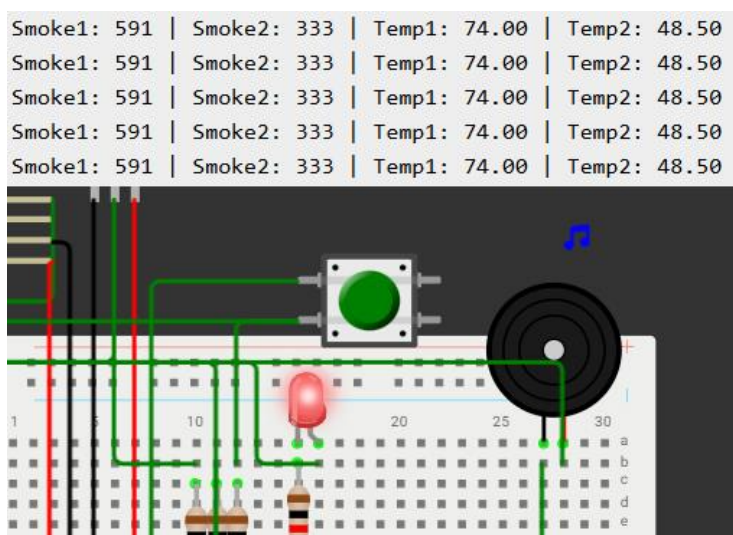 Smoke1: 591 | Smoke2: 333 | Temp1: 74.00 | Temp2: 48.50
Smoke1: 591 | Smoke2: 333 | Temp1: 74.00 | Temp2: 48.50
Smoke1: 591 | Smoke2: 333 | Temp1: 74.00 | Temp2: 48.50
Smoke1: 591 | Smoke2: 333 | Temp1: 74.00 | Temp2: 48.50
Smoke1: 591 | Smoke2: 333 | Temp1: 74.00 | Temp2: 48.50
+
1 5 10 20 25 30
a
b
c
d
e